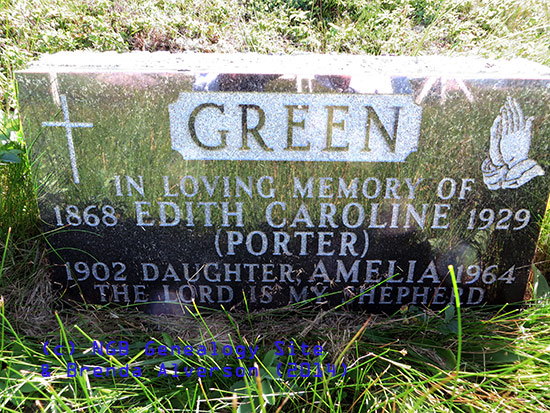 GREEN
IN LOVING MEMORY OF
1868 EDITH CAROLINE 1929
(PORTER)
1902 DAUGHTER, AMELIA 1964
THE LORD IS MY SHEPHERD
(c) NGB Genealogy Site
& Brenda Alverson (2014)